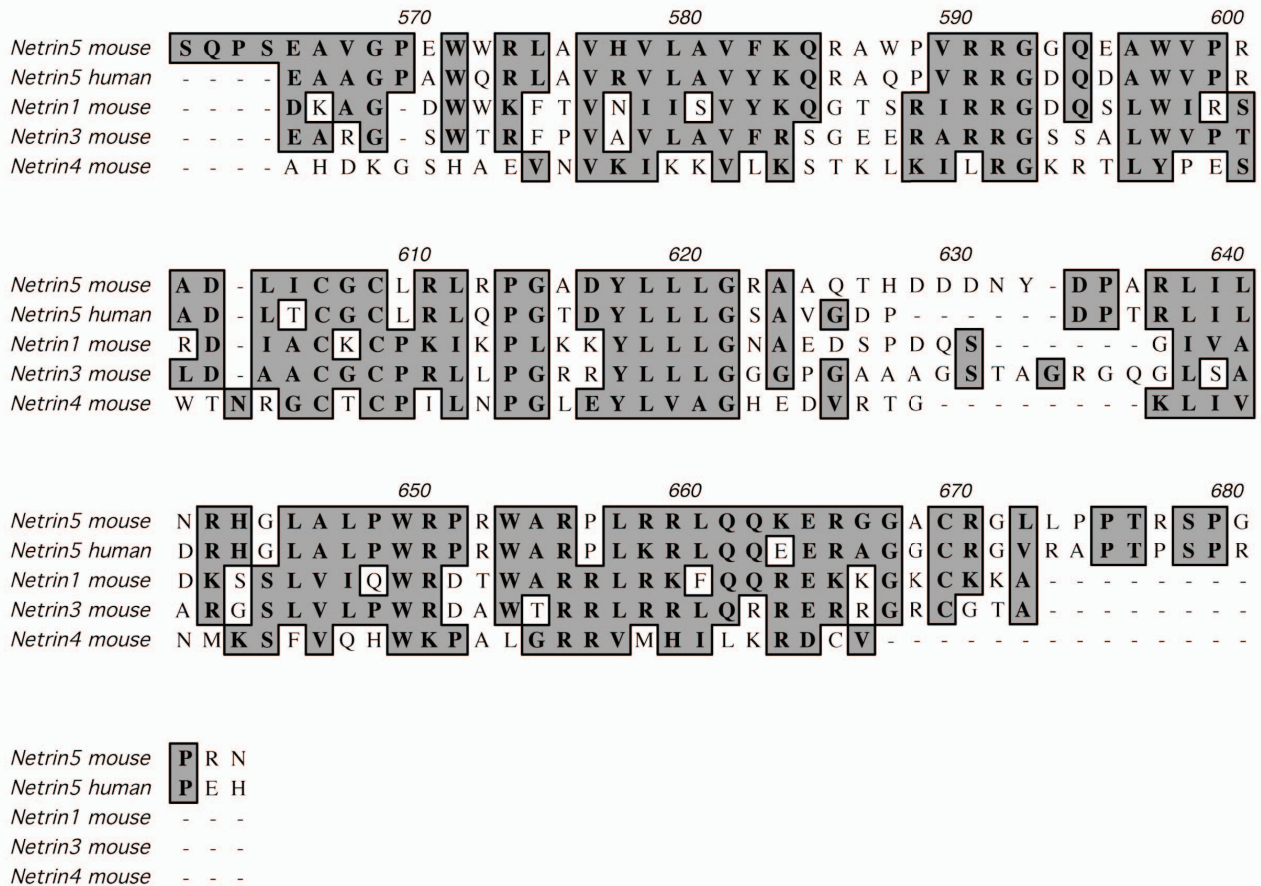 570 580 590 600
Netrin5 mouse S Q P S E A V G P E W W R L A V H V L A V F K Q R A W P V R R G G Q E A W V P R
Netrin5 human - - - - E A A G P A W Q R L A V R V L A V Y K Q R A Q P V R R G D Q D A W V P R
Netrin1 mouse - - - - D K A G - D W W K F T V N I I S V Y K Q G T S R I R R G D Q S L W I R S
Netrin3 mouse - - - - E A R G - S W T R F P V A V L A V F R S G E E R A R R G S S A L W V P T
Netrin4 mouse - - - - A H D K G S H A E V N V K I K K V L K S T K L K I L R G K R T L Y P E S
610 620 630 640
Netrin5 mouse A D - L I C G C L R L R P G A D Y L L L G R A A Q T H D D D N Y - D P A R L I L
Netrin5 human A D - L T C G C L R L Q P G T D Y L L L G S A V G D P - - - - - - D P T R L I L
Netrin1 mouse R D - I A C K C P K I K P L K K Y L L L G N A E D S P D Q S - - - - - - G I V A
Netrin3 mouse L D - A A C G C P R L L P G R R Y L L L G G G P G A A A G S T A G R G Q G L S A
Netrin4 mouse W T N R G C T C P I L N P G L E Y L V A G H E D V R T G - - - - - - - - K L I V
650 660 670 680
Netrin5 mouse N R H G L A L P W R P R W A R P L R R L Q Q K E R G G A C R G L L P P T R S P G
Netrin5 human D R H G L A L P W R P R W A R P L K R L Q Q E E R A G G C R G V R A P T P S P R
Netrin1 mouse D K S S L V I Q W R D T W A R R L R K F Q Q R E K K G K C K K A - - - - - - - -
Netrin3 mouse A R G S L V L P W R D A W T R R L R R L Q R R E R R G R C G T A - - - - - - - -
Netrin4 mouse N M K S F V Q H W K P A L G R R V M H I L K R D C V - - - - - - - - - - - - - -
Netrin5 mouse P R N
Netrin5 human P E H
Netrin1 mouse - - -
Netrin3 mouse - - -
Netrin4 mouse - - -